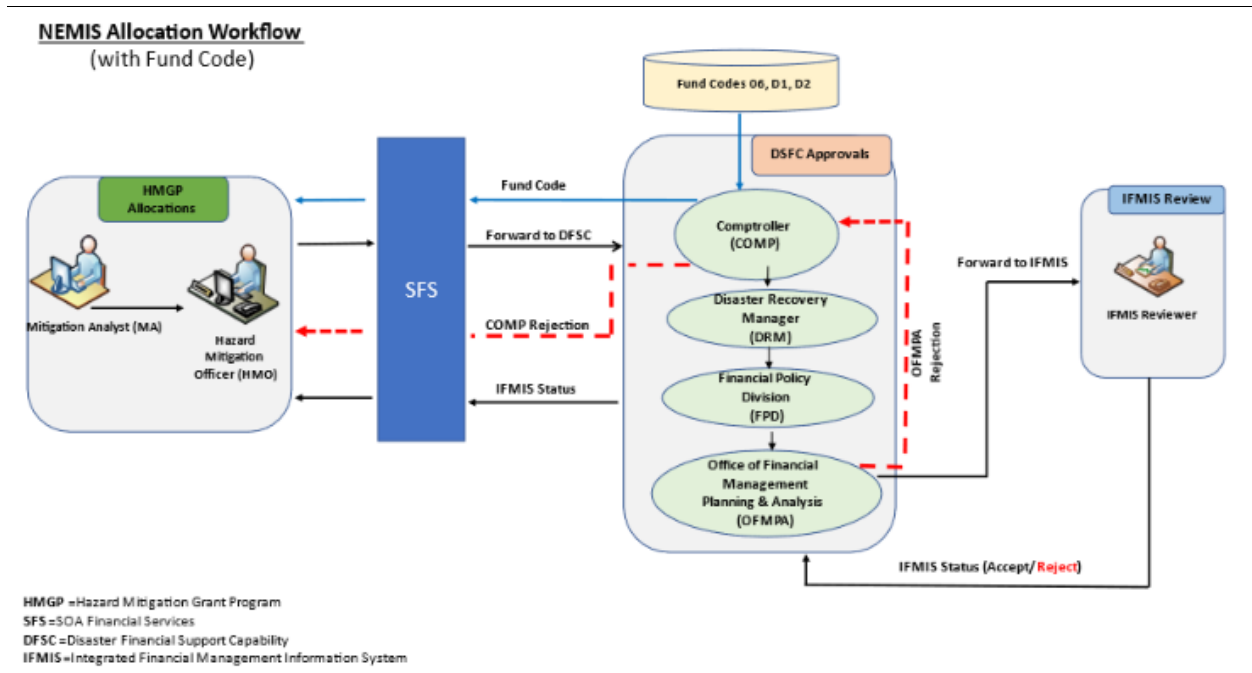 NEMIS Allocation Workflow
(with Fund Code)
Fund Codes 06, D1, D2
DSFC Approvals
HMGP
Allocations
Mitigation Analyst (MA)
Hazard
Mitigation
Officer (HMO)
SFS
Fund Code
Forward to DFSC
COMP Rejection
IFMIS Status
Comptroller
(COMP)
Disaster Recovery
Manager
(DRM)
Financial Policy
Division
(FPD)
Office of Financial
Management
Planning & Analysis
(OFMPA)
OFMPA
Rejection
Forward to IFMIS
IFMIS Review
IFMIS Reviewer
IFMIS Status (Accept/Reject)
HMGP =Hazard Mitigation Grant Program
SFS =SOA Financial Services
DFSC =Disaster Financial Support Capability
IFMIS=Integrated Financial Management Information System